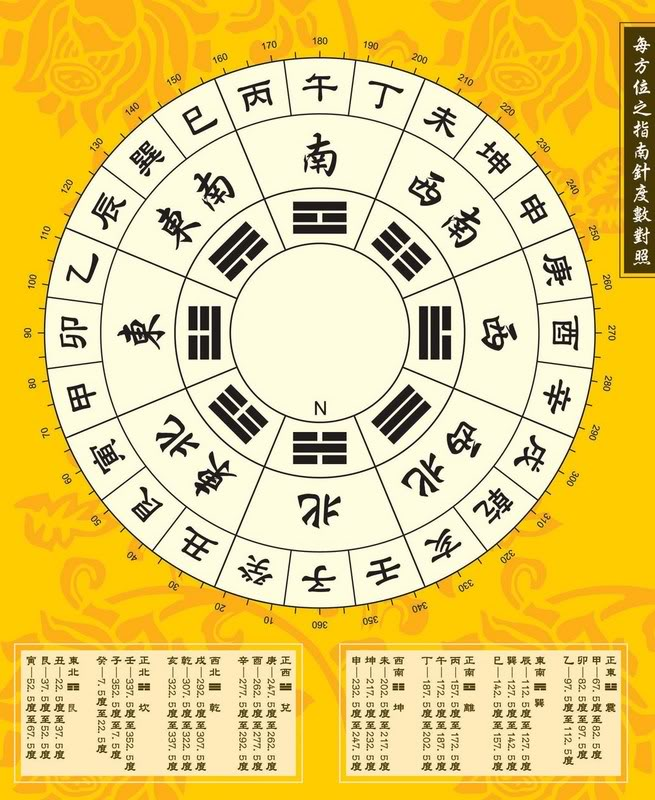 每方位之指南針度數對照
180
190
200
210
220
230
240
250
260
270
280
290
300
310
320
330
340
350
360
10
20
30
40
50
60
70
80
90
100
110
120
130
140
150
160
170
午
丁
未
坤
申
庚
酉
辛
戌
乾
亥
壬
子
癸
丑
艮
寅
甲
卯
乙
辰
巽
巳
丙
南
西南
西
西北
北
東北
東
東南
N
正東 ☳ 震
甲—67.5度至82.5度
卯—82.5度至97.5度
乙—97.5度至112.5度
東南 ☴ 巽
辰—112.5度至127.5度
巽—127.5度至142.5度
巳—142.5度至157.5度
正南 ☲ 離
丙—157.5度至172.5度
午—172.5度至187.5度
丁—187.5度至202.5度
西南 ☷ 坤
未—202.5度至217.5度
坤—217.5度至232.5度
申—232.5度至247.5度
正西 ☱ 兌
庚—247.5度至262.5度
酉—262.5度至277.5度
辛—277.5度至292.5度
西北 ☰ 乾
戌—292.5度至307.5度
乾—307.5度至322.5度
亥—322.5度至337.5度
正北 ☵ 坎
壬—337.5度至352.5度
子—352.5度至7.5度
癸—7.5度至22.5度
東北 ☶ 艮
丑—22.5度至37.5度
艮—37.5度至52.5度
寅—52.5度至67.5度